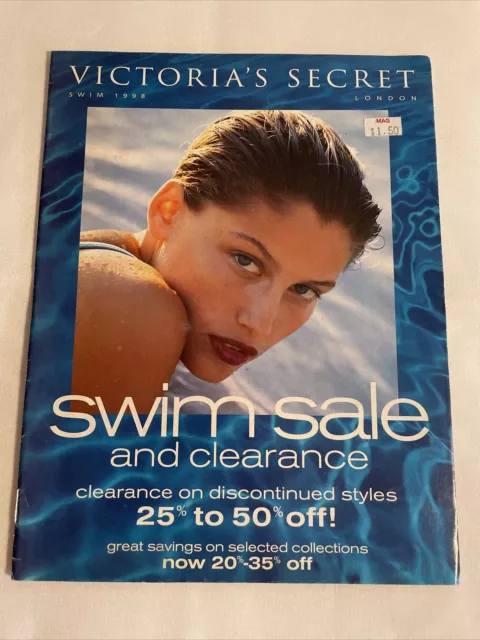 VICTORIA'S SECRET
SWIM 1998 LONDON
MAG
$1.50
swim sale
and clearance
clearance on discontinued styles
25% to 50% off!
great savings on selected collections
now 20%-35% off